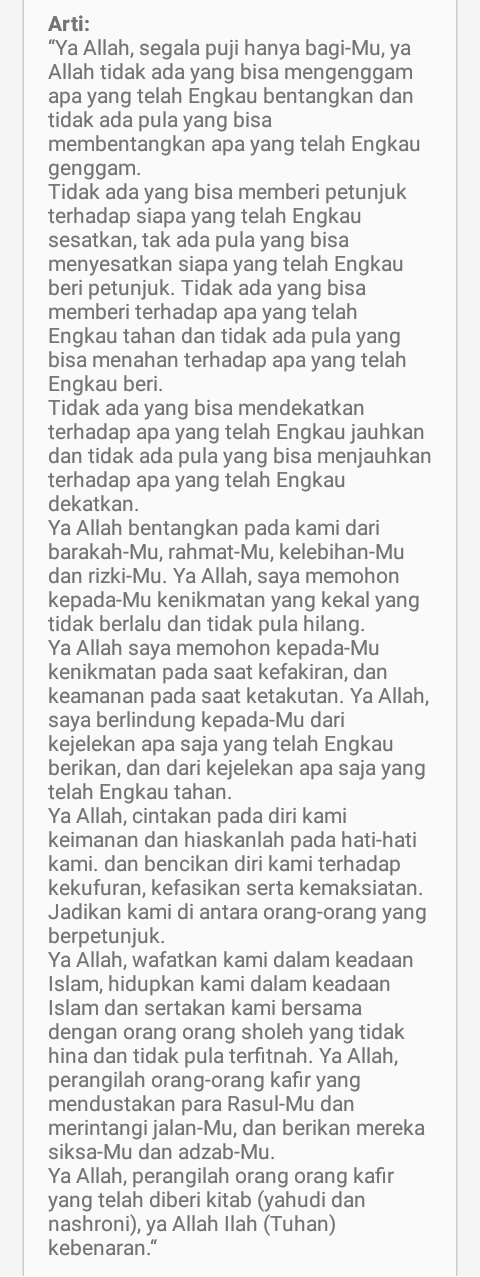 Arti:
“Ya Allah, segala puji hanya bagi-Mu, ya
Allah tidak ada yang bisa mengenggam
apa yang telah Engkau bentangkan dan
tidak ada pula yang bisa
membentangkan apa yang telah Engkau
genggam.
Tidak ada yang bisa memberi petunjuk
terhadap siapa yang telah Engkau
sesatkan, tak ada pula yang bisa
menyesatkan siapa yang telah Engkau
beri petunjuk. Tidak ada yang bisa
memberi terhadap apa yang telah
Engkau tahan dan tidak ada pula yang
bisa menahan terhadap apa yang telah
Engkau beri.
Tidak ada yang bisa mendekatkan
terhadap apa yang telah Engkau jauhkan
dan tidak ada pula yang bisa menjauhkan
terhadap apa yang telah Engkau
dekatkan.
Ya Allah bentangkan pada kami dari
barakah-Mu, rahmat-Mu, kelebihan-Mu
dan rizki-Mu. Ya Allah, saya memohon
kepada-Mu kenikmatan yang kekal yang
tidak berlalu dan tidak pula hilang.
Ya Allah saya memohon kepada-Mu
kenikmatan pada saat kefakiran, dan
keamanan pada saat ketakutan. Ya Allah,
saya berlindung kepada-Mu dari
kejelekan apa saja yang telah Engkau
berikan, dan dari kejelekan apa saja yang
telah Engkau tahan.
Ya Allah, cintakan pada diri kami
keimanan dan hiaskanlah pada hati-hati
kami. dan bencikan diri kami terhadap
kekufuran, kefasikan serta kemaksiatan.
Jadikan kami di antara orang-orang yang
berpetunjuk.
Ya Allah, wafatkan kami dalam keadaan
Islam, hidupkan kami dalam keadaan
Islam dan sertakan kami bersama
dengan orang orang sholeh yang tidak
hina dan tidak pula terfitnah. Ya Allah,
perangilah orang-orang kafir yang
mendustakan para Rasul-Mu dan
merintangi jalan-Mu, dan berikan mereka
siksa-Mu dan adzab-Mu.
Ya Allah, perangilah orang orang kafir
yang telah diberi kitab (yahudi dan
nashroni), ya Allah Ilah (Tuhan)
kebenaran.“